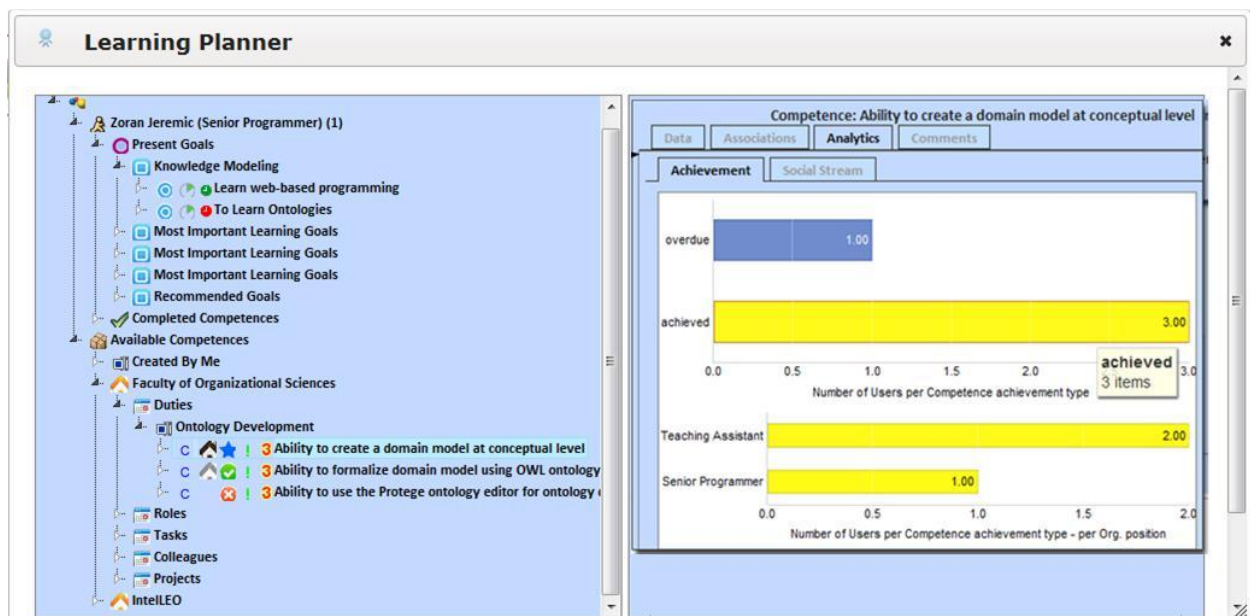 Learning Planner
Zoran Jeremic (Senior Programmer) (1)
Present Goals
Knowledge Modeling
Learn web-based programming
To Learn Ontologies
Most Important Learning Goals
Most Important Learning Goals
Most Important Learning Goals
Recommended Goals
Completed Competences
Available Competences
Created By Me
Faculty of Organizational Sciences
Duties
Ontology Development
C ! 3 Ability to create a domain model at conceptual level
C ! 3 Ability to formalize domain model using OWL ontology
C ! 3 Ability to use the Protege ontology editor for ontology
Roles
Tasks
Colleagues
Projects
IntelLEO
Competence: Ability to create a domain model at conceptual level
Data Associations Analytics Comments
Achievement Social Stream
overdue 1.00
achieved 3.00
achieved
3 items
0.0 0.5 1.0 1.5 2.0 3.0
Number of Users per Competence achievement type
Teaching Assistant 2.00
Senior Programmer 1.00
0.0 0.5 1.0 1.5 2.0
Number of Users per Competence achievement type - per Org. position